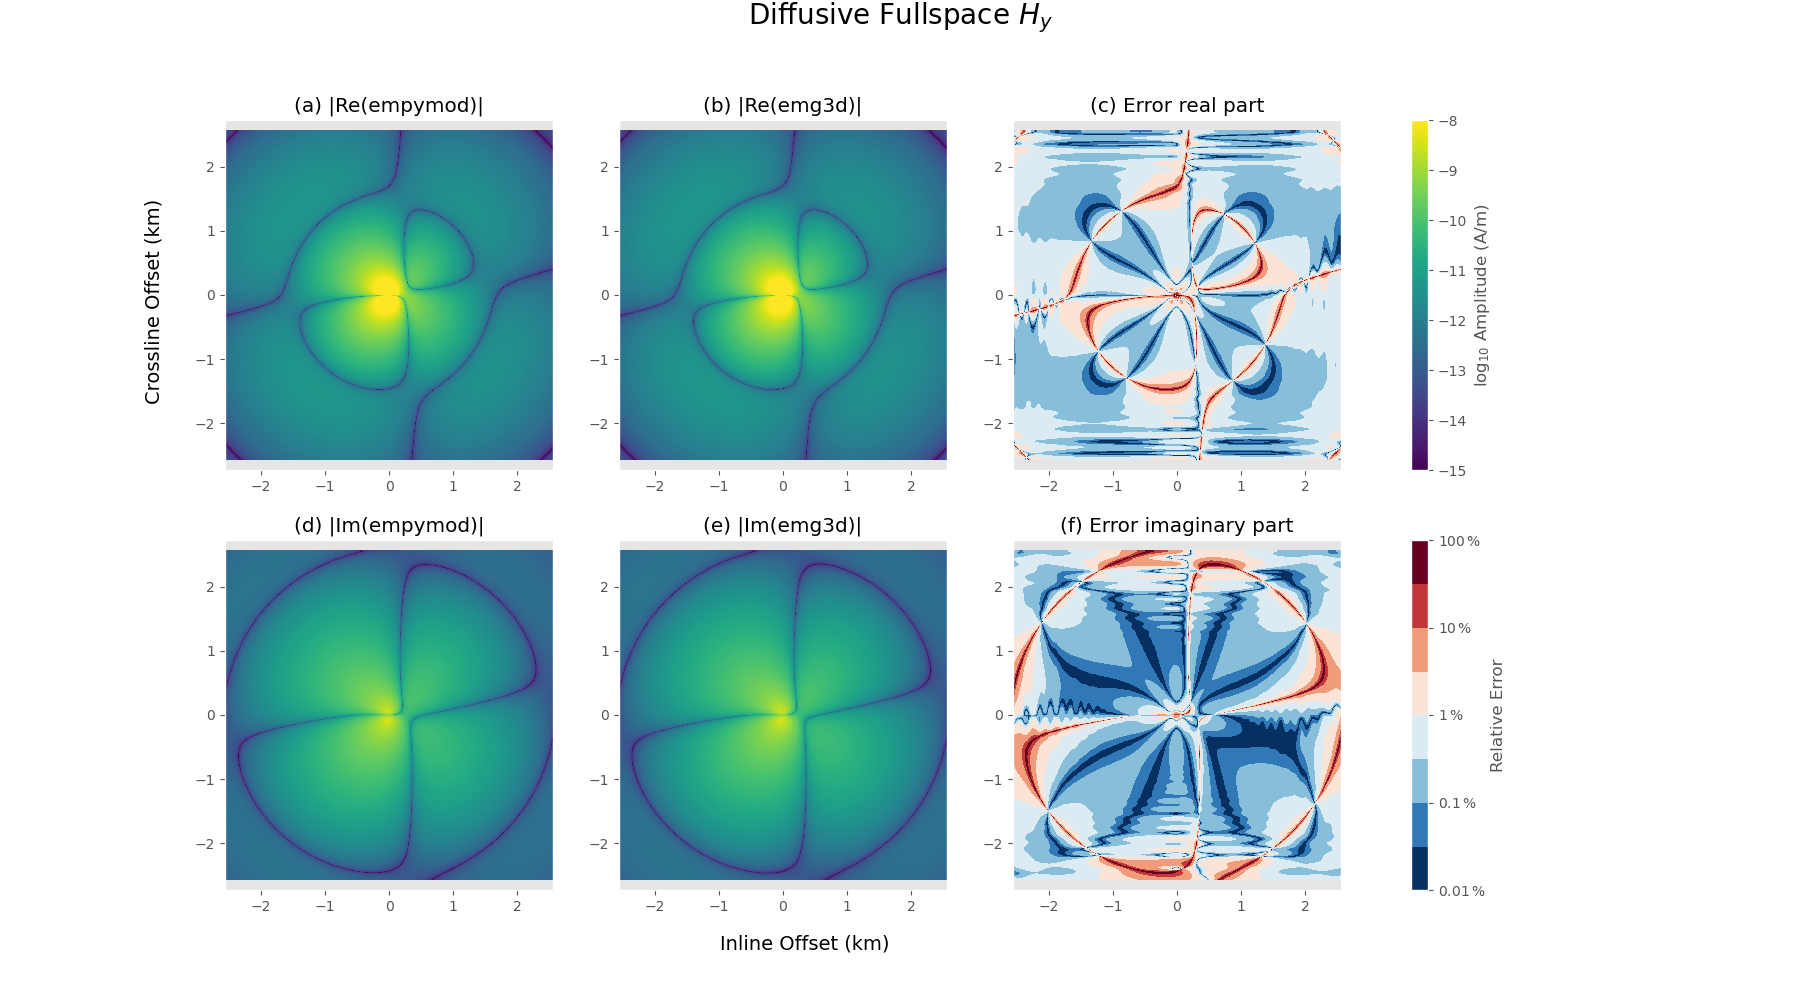 Diffusive Fullspace $H_y$
(a) |Re(empymod)|
(b) |Re(emg3d)|
(c) Error real part
2
1
0
−1
−2
−2 −1 0 1 2
2
1
0
−1
−2
−2 −1 0 1 2
2
1
0
−1
−2
−2 −1 0 1 2
−8
−9
−10
−11
−12
−13
−14
−15
log₁₀ Amplitude (A/m)
Crossline Offset (km)
(d) |Im(empymod)|
(e) |Im(emg3d)|
(f) Error imaginary part
2
1
0
−1
−2
−2 −1 0 1 2
2
1
0
−1
−2
−2 −1 0 1 2
2
1
0
−1
−2
−2 −1 0 1 2
100 %
10 %
1 %
0.1 %
0.01 %
Relative Error
Inline Offset (km)